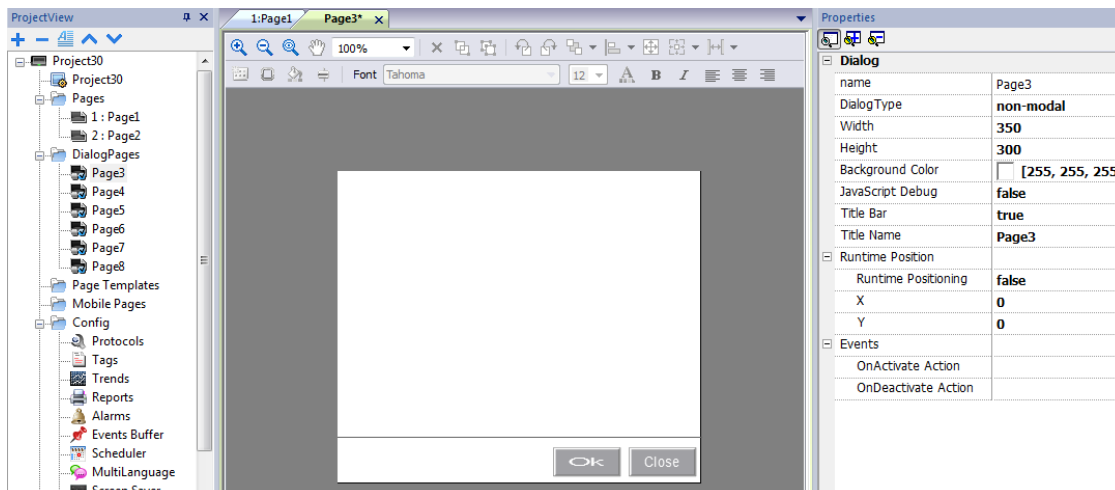 ProjectView
Project30
Project30
Pages
1 : Page1
2 : Page2
DialogPages
Page3
Page4
Page5
Page6
Page7
Page8
Page Templates
Mobile Pages
Config
Protocols
Tags
Trends
Reports
Alarms
Events Buffer
Scheduler
MultiLanguage
Screen Saver
1:Page1 Page3*
100%
Font Tahoma 12 A B I
Ok Close
Properties
Dialog
name Page3
DialogType non-modal
Width 350
Height 300
Background Color [255, 255, 255
JavaScript Debug false
Title Bar true
Title Name Page3
Runtime Position
Runtime Positioning false
X 0
Y 0
Events
OnActivate Action
OnDeactivate Action